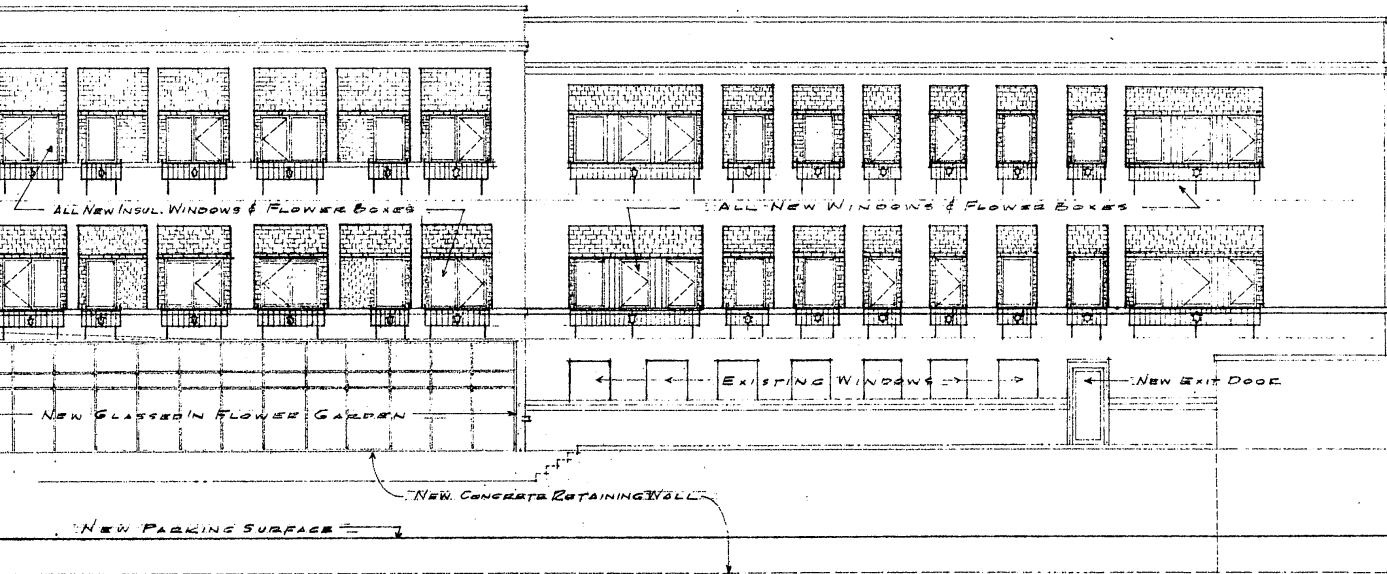 ALL NEW INSUL. WINDOWS & FLOWER BOXES
ALL NEW WINDOWS & FLOWER BOXES
EXISTING WINDOWS
NEW EXIT DOOR
NEW GLASSED IN FLOWER GARDEN
NEW CONCRETE RETAINING WALL
NEW PARKING SURFACE